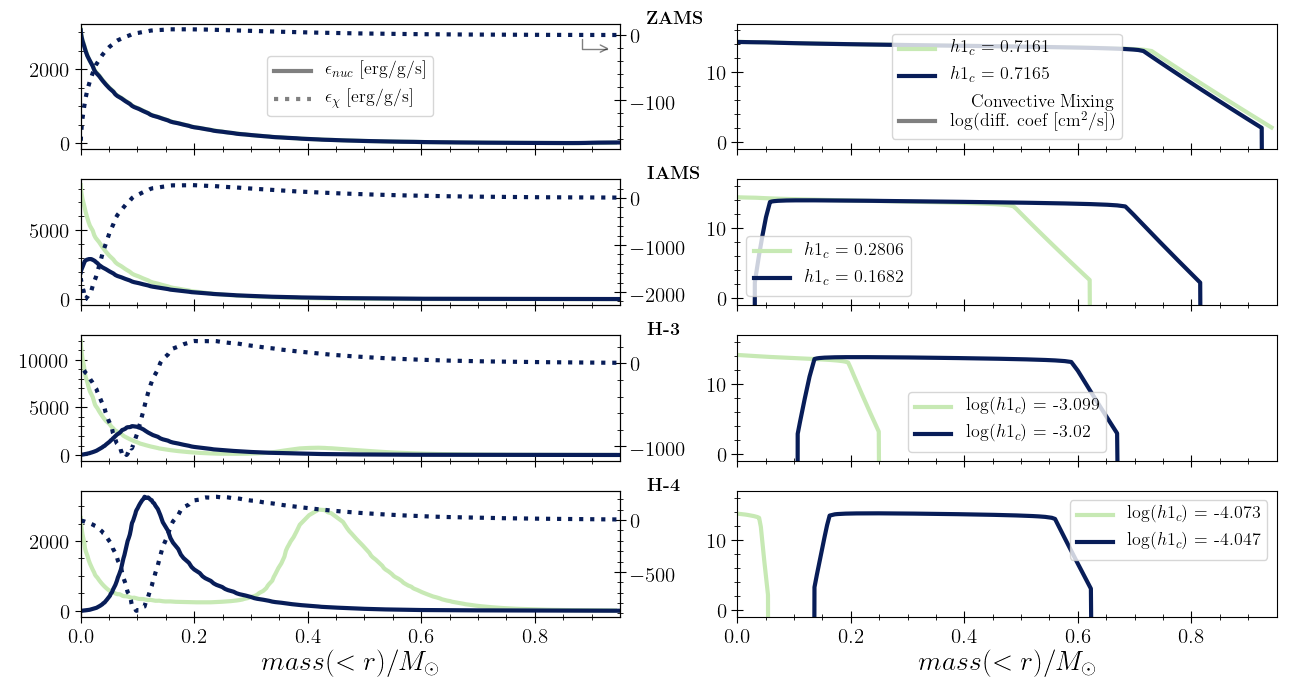 ZAMS
2000
0
0
−100
ϵ_nuc [erg/g/s]
ϵ_χ [erg/g/s]
10
0
h1_c = 0.7161
h1_c = 0.7165
Convective Mixing
log(diff. coef [cm²/s])
IAMS
5000
0
0
−1000
−2000
10
0
h1_c = 0.2806
h1_c = 0.1682
H-3
10000
5000
0
0
−1000
10
0
log(h1_c) = -3.099
log(h1_c) = -3.02
H-4
2000
0
0
−500
10
0
log(h1_c) = -4.073
log(h1_c) = -4.047
0.0 0.2 0.4 0.6 0.8
0.0 0.2 0.4 0.6 0.8
mass(< r)/M_⊙
mass(< r)/M_⊙